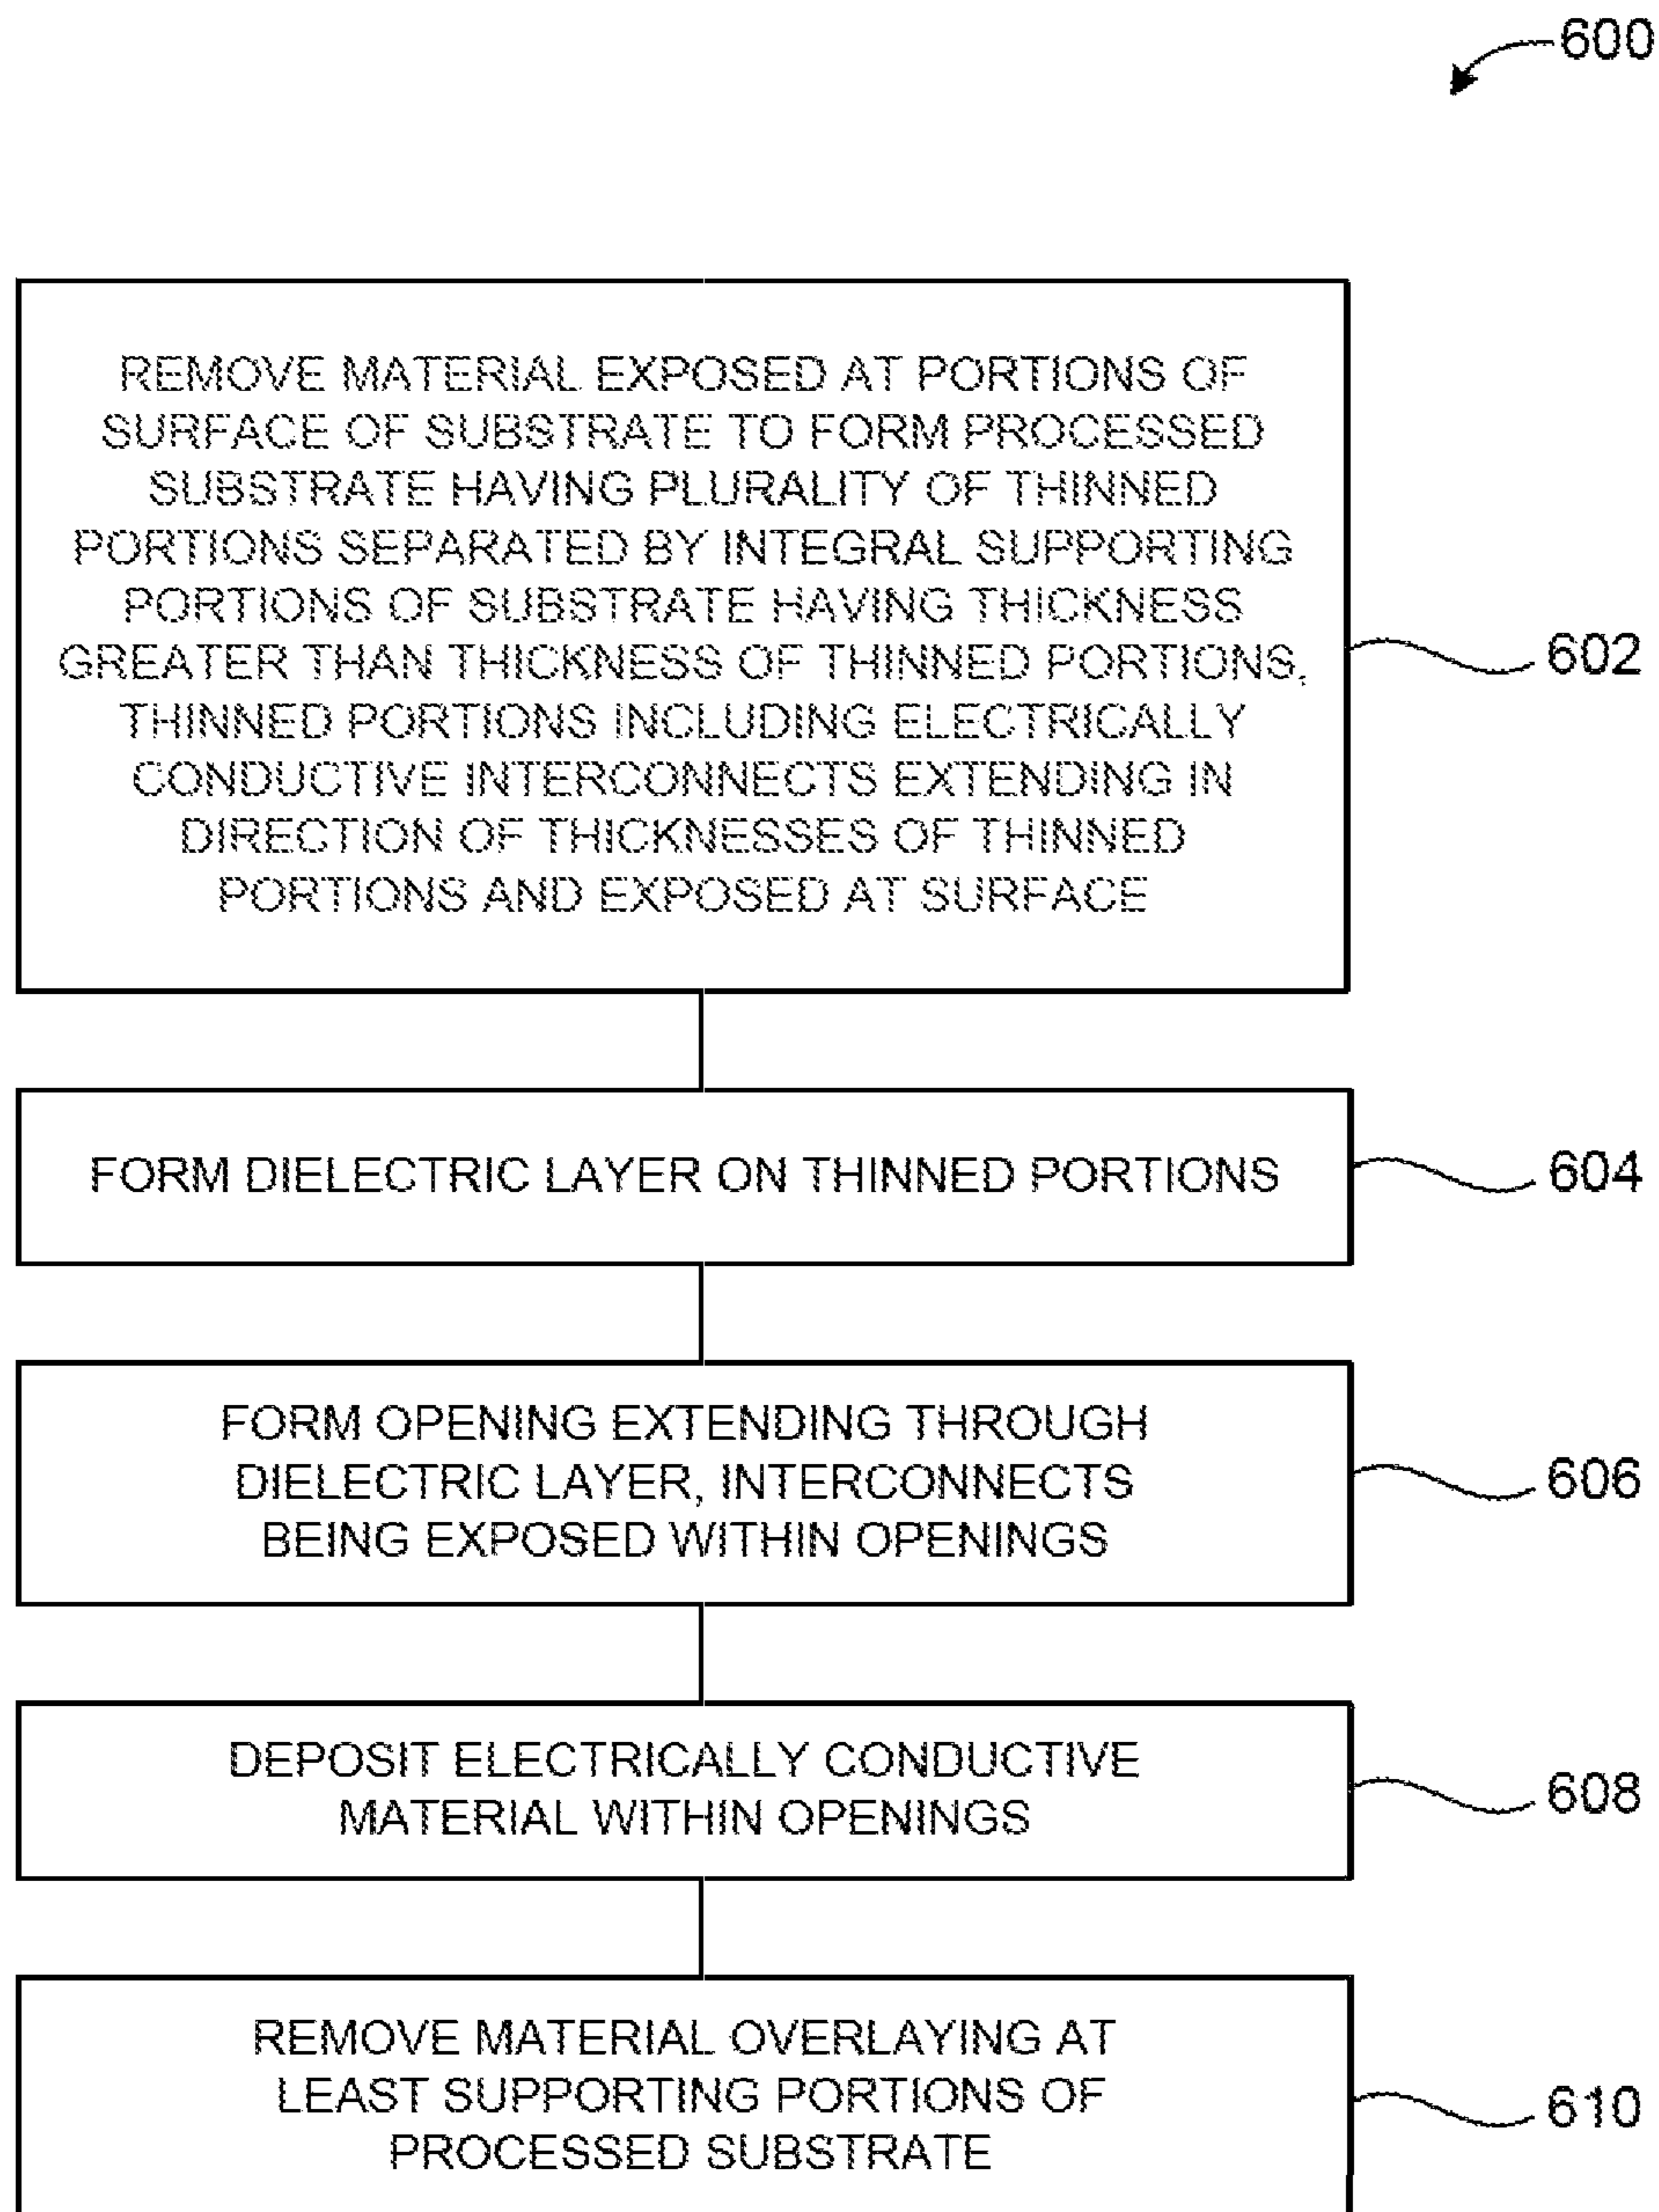 600
REMOVE MATERIAL EXPOSED AT PORTIONS OF
SURFACE OF SUBSTRATE TO FORM PROCESSED
SUBSTRATE HAVING PLURALITY OF THINNED
PORTIONS SEPARATED BY INTEGRAL SUPPORTING
PORTIONS OF SUBSTRATE HAVING THICKNESS
GREATER THAN THICKNESS OF THINNED PORTIONS,
THINNED PORTIONS INCLUDING ELECTRICALLY
CONDUCTIVE INTERCONNECTS EXTENDING IN
DIRECTION OF THICKNESSES OF THINNED
PORTIONS AND EXPOSED AT SURFACE
602
FORM DIELECTRIC LAYER ON THINNED PORTIONS
604
FORM OPENING EXTENDING THROUGH
DIELECTRIC LAYER, INTERCONNECTS
BEING EXPOSED WITHIN OPENINGS
606
DEPOSIT ELECTRICALLY CONDUCTIVE
MATERIAL WITHIN OPENINGS
608
REMOVE MATERIAL OVERLAYING AT
LEAST SUPPORTING PORTIONS OF
PROCESSED SUBSTRATE
610